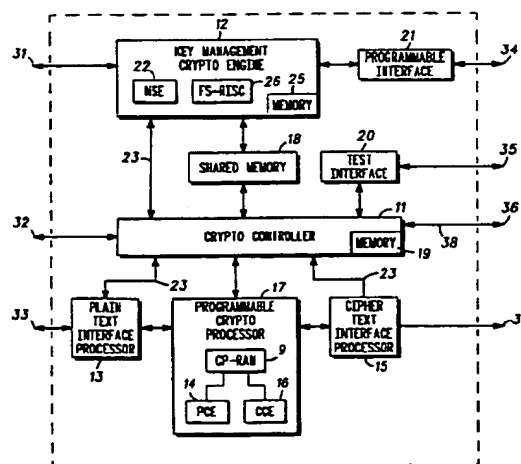 12
31
KEY MANAGEMENT
CRYPTO ENGINE
21
PROGRAMMABLE
INTERFACE
34
22
NSE
FS-RISC
26
25
MEMORY
23
18
SHARED MEMORY
20
TEST
INTERFACE
35
11
36
32
CRYPTO CONTROLLER
MEMORY
19
38
23
17
23
33
PLAIN
TEXT
INTERFACE
PROCESSOR
13
PROGRAMMABLE
CRYPTO
PROCESSOR
CP-RAM
9
14
PCE
16
CCE
CIPHER
TEXT
INTERFACE
PROCESSOR
15
3